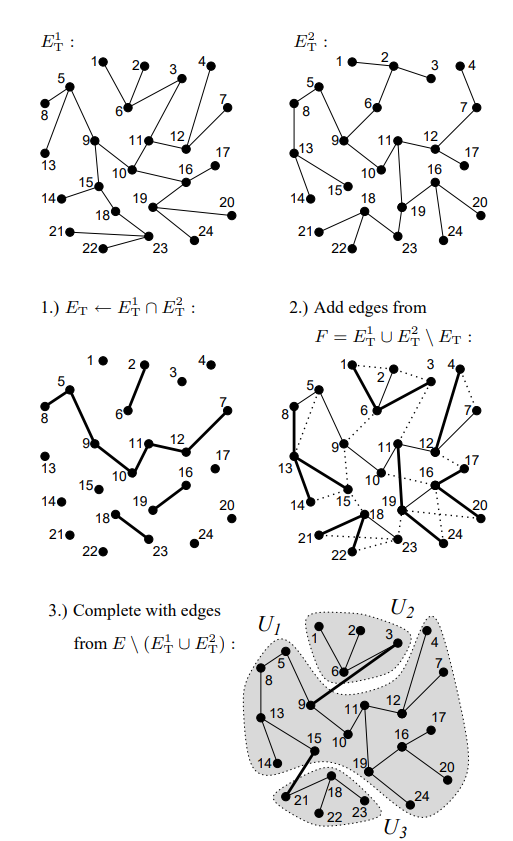 E_T^1 :
1 2 3 4
5
7
8 6
9 11 12
17
13 10 16
15
14 18 19 20
21 24
22 23
E_T^2 :
1 2 3 4
5
8 6 7
9 11 12
13 10 16 17
15
14 18 19 20
21 24
22 23
1.) E_T ← E_T^1 ∩ E_T^2 :
1 2 3 4
5
7
8 6
9 11 12
13 10 16 17
15
14 18 19 20
21 24
22 23
2.) Add edges from
F = E_T^1 ∪ E_T^2 \ E_T :
1 2 3 4
5
8 6 7
9 11 12
13 10 16 17
14 15 19 20
18
21 24
22 23
3.) Complete with edges
from E \ (E_T^1 ∪ E_T^2) :
U_1 U_2
1 2 3 4
5 6 7
8
9 11 12
13 10 17
15 16
14 19 20
21 18 24
22 23
U_3